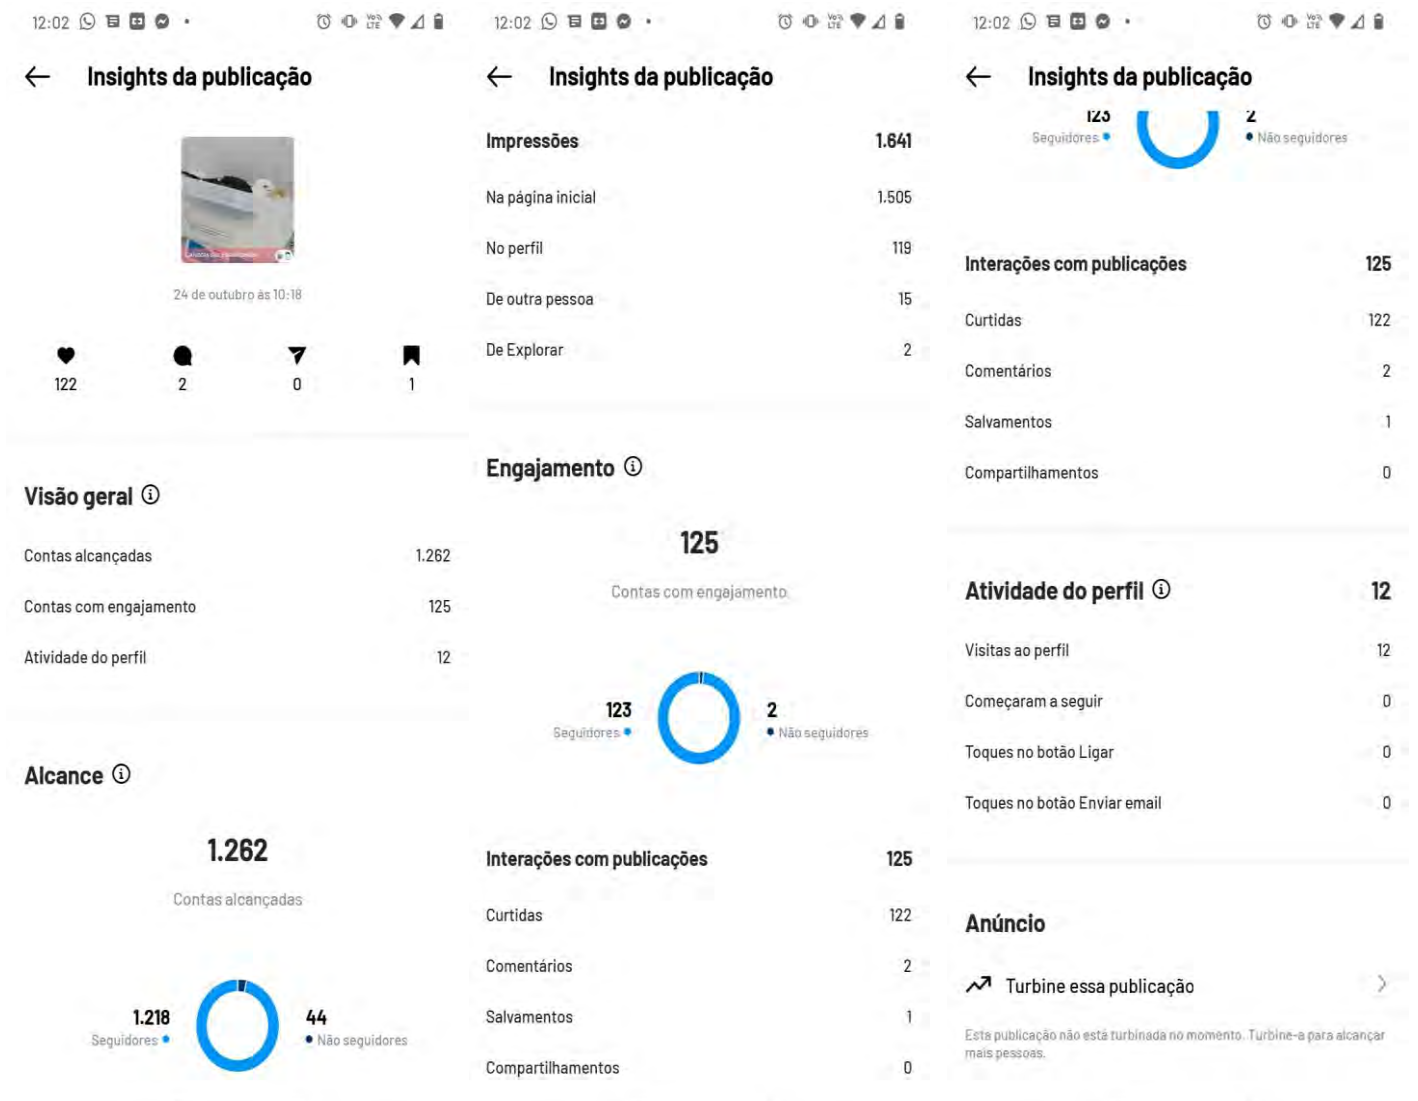 12:02
Insights da publicação
24 de outubro às 10:18
122 2 0 1
Visão geral
Contas alcançadas 1.262
Contas com engajamento 125
Atividade do perfil 12
Alcance
1.262
Contas alcançadas
1.218 44
Seguidores Não seguidores
12:02
Insights da publicação
Impressões 1.641
Na página inicial 1.505
No perfil 119
De outra pessoa 15
De Explorar 2
Engajamento
125
Contas com engajamento
123 2
Seguidores Não seguidores
Interações com publicações 125
Curtidas 122
Comentários 2
Salvamentos 1
Compartilhamentos 0
12:02
Insights da publicação
123 2
Seguidores Não seguidores
Interações com publicações 125
Curtidas 122
Comentários 2
Salvamentos 1
Compartilhamentos 0
Atividade do perfil 12
Visitas ao perfil 12
Começaram a seguir 0
Toques no botão Ligar 0
Toques no botão Enviar email 0
Anúncio
Turbine essa publicação
Esta publicação não está turbinada no momento. Turbine-a para alcançar
mais pessoas.